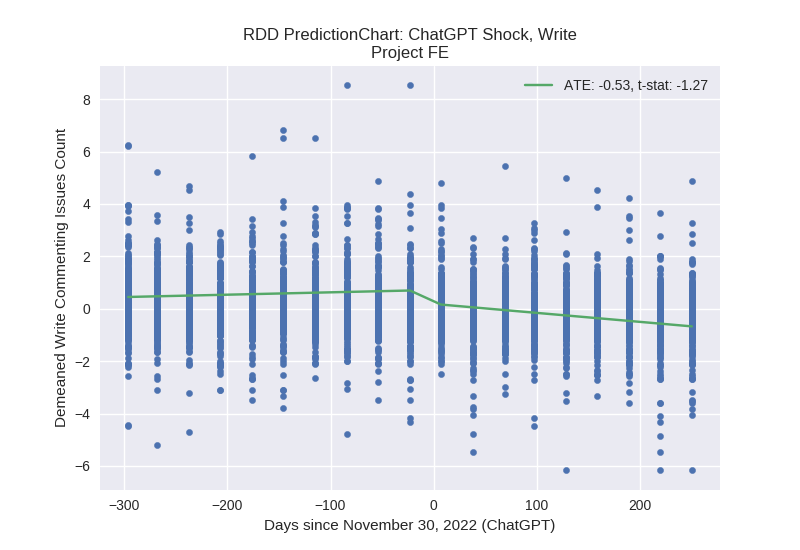 RDD PredictionChart: ChatGPT Shock, Write
Project FE
ATE: -0.53, t-stat: -1.27
Demeaned Write Commenting Issues Count
8
6
4
2
0
−2
−4
−6
−300
−200
−100
0
100
200
Days since November 30, 2022 (ChatGPT)